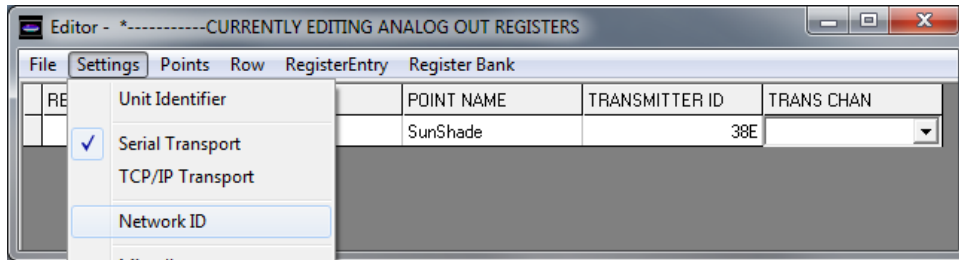 Editor - *-----------CURRENTLY EDITING ANALOG OUT REGISTERS
File Settings Points Row RegisterEntry Register Bank
RE POINT NAME TRANSMITTER ID TRANS CHAN
Unit Identifier
SunShade 38E
Serial Transport
TCP/IP Transport
Network ID